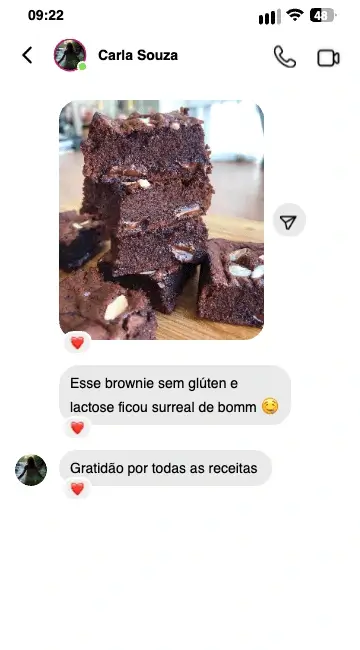 09:22
48
Carla Souza
Esse brownie sem glúten e
lactose ficou surreal de bomm 🤤
Gratidão por todas as receitas